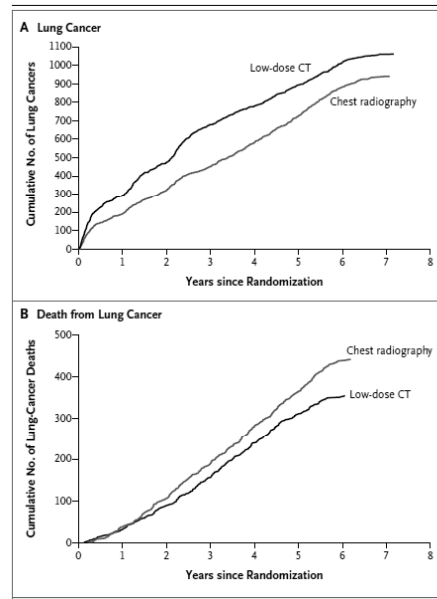 A Lung Cancer
1100
1000
900
800
700
600
500
400
300
200
100
0
Cumulative No. of Lung Cancers
Low-dose CT
Chest radiography
0 1 2 3 4 5 6 7 8
Years since Randomization
B Death from Lung Cancer
500
400
300
200
100
0
Cumulative No. of Lung-Cancer Deaths
Chest radiography
Low-dose CT
0 1 2 3 4 5 6 7 8
Years since Randomization